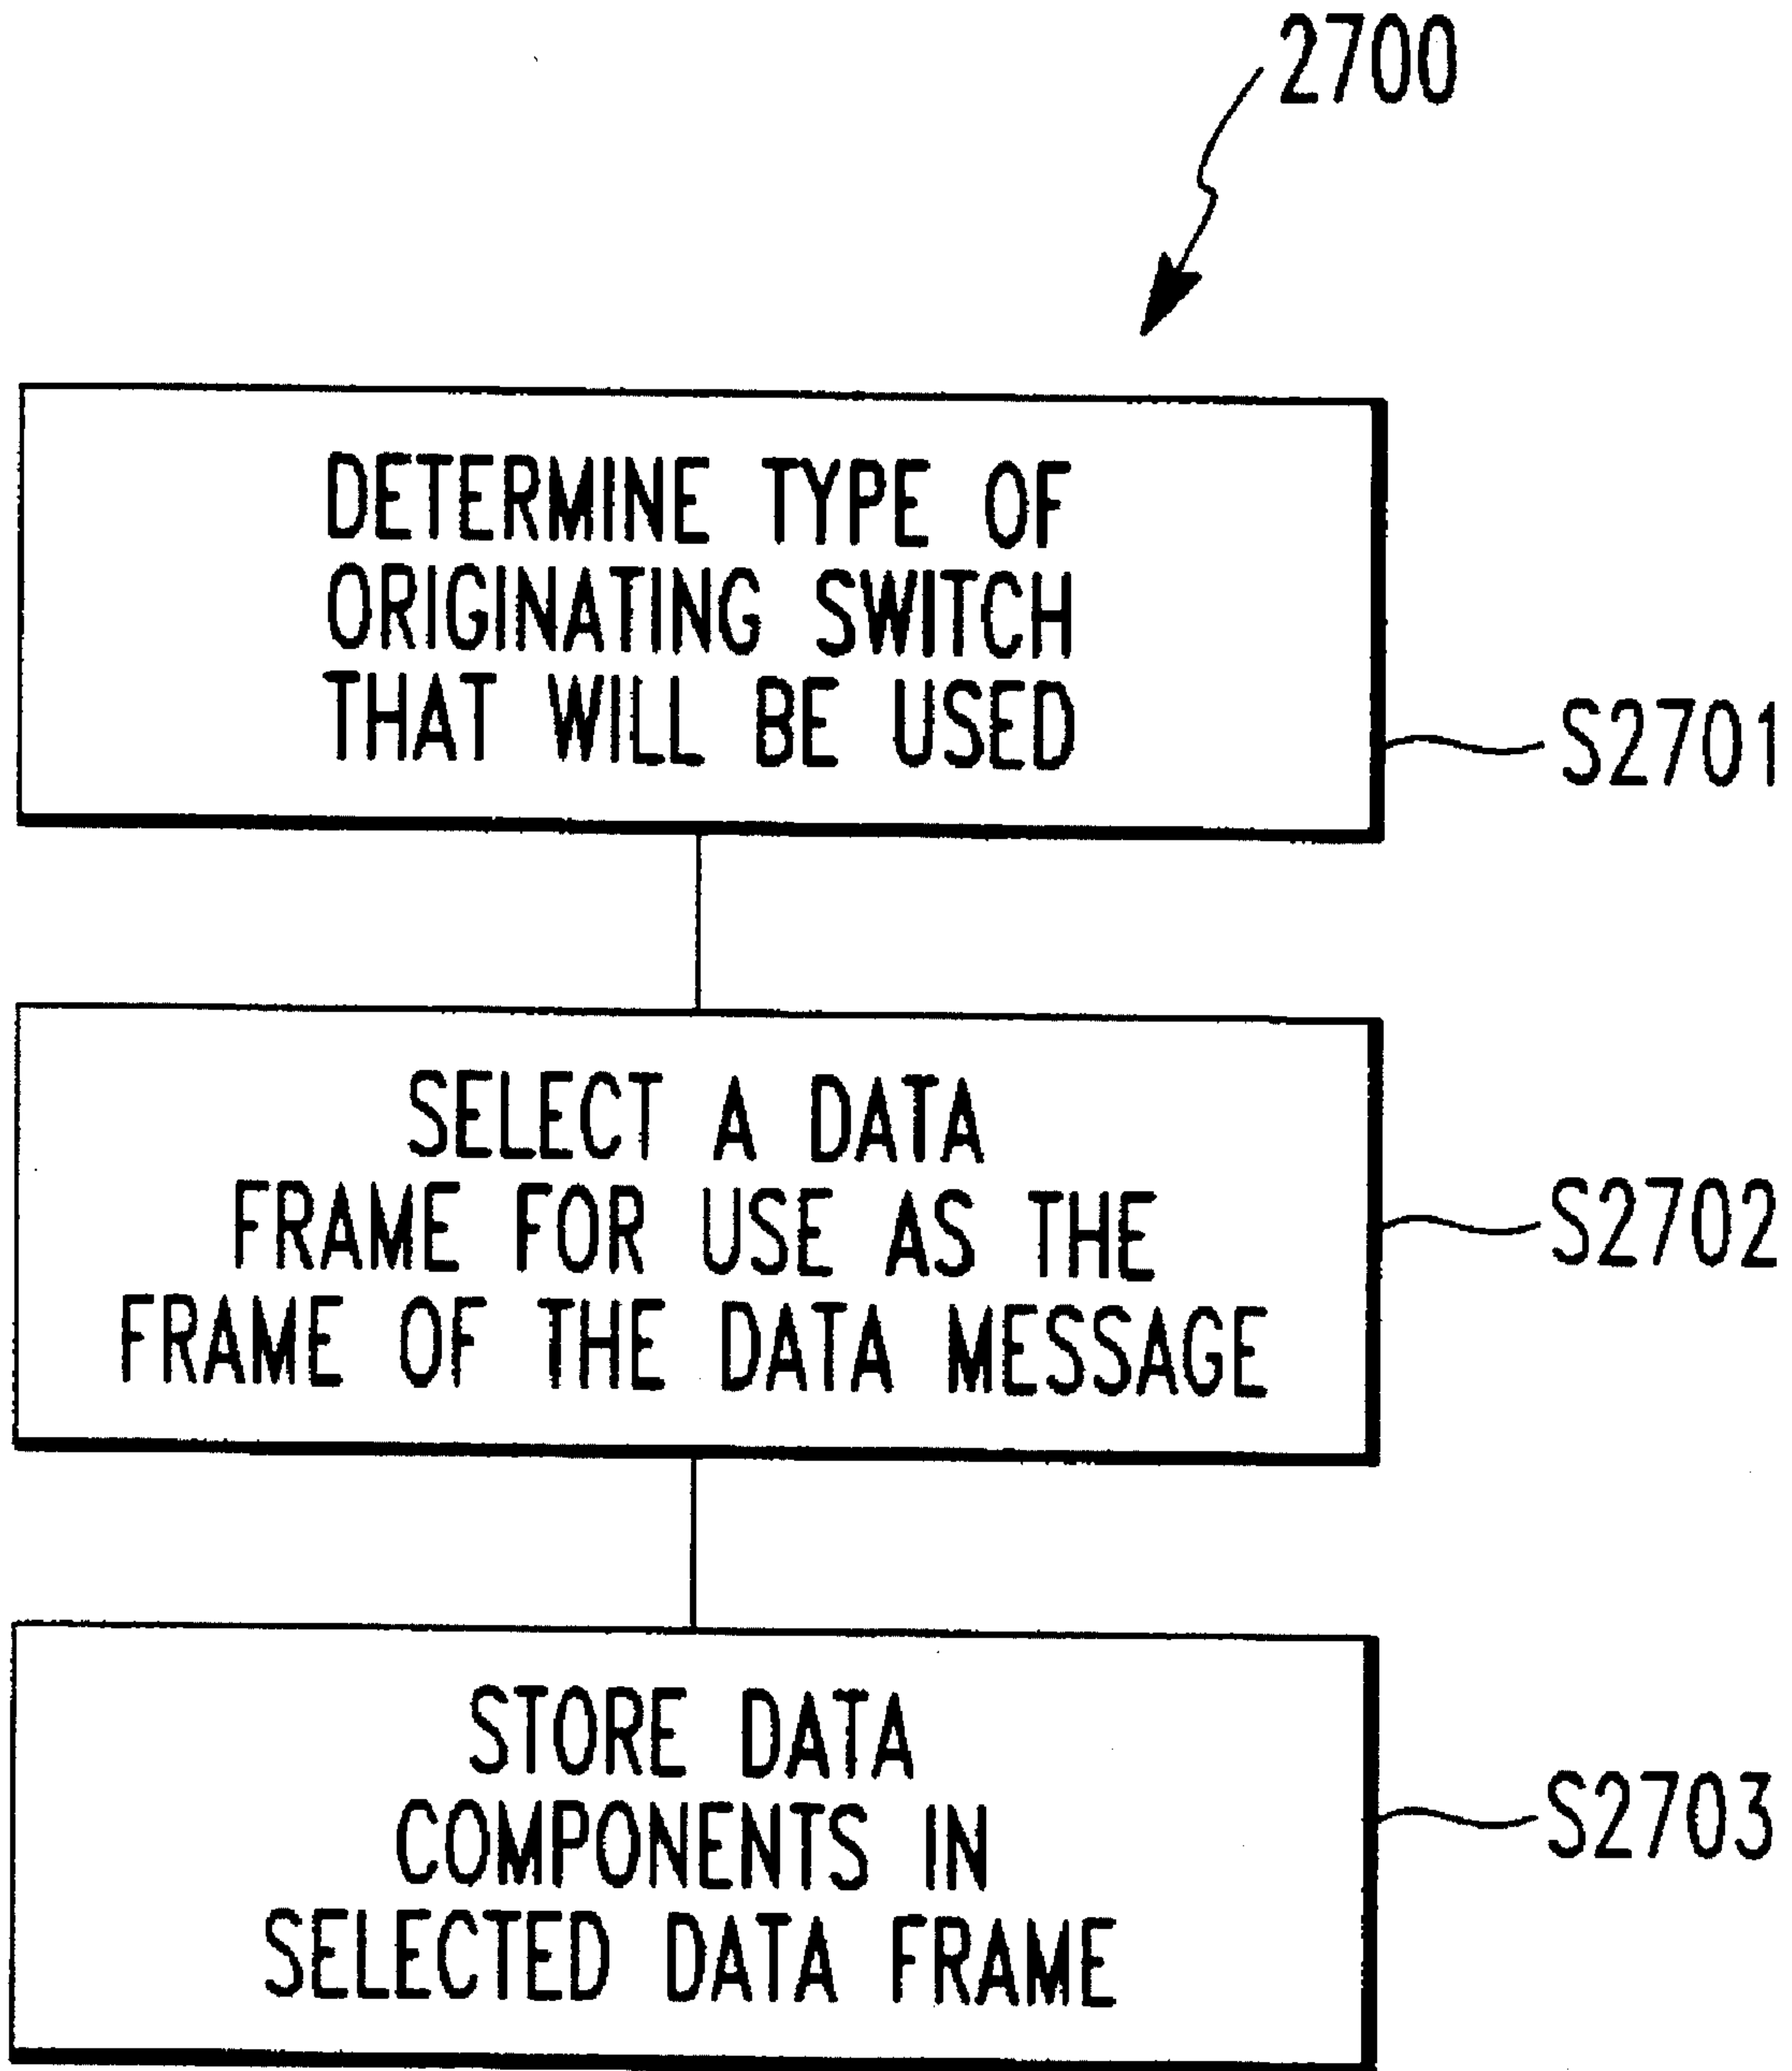 2700
DETERMINE TYPE OF
ORIGINATING SWITCH
THAT WILL BE USED
S2701
SELECT A DATA
FRAME FOR USE AS THE
FRAME OF THE DATA MESSAGE
S2702
STORE DATA
COMPONENTS IN
SELECTED DATA FRAME
S2703